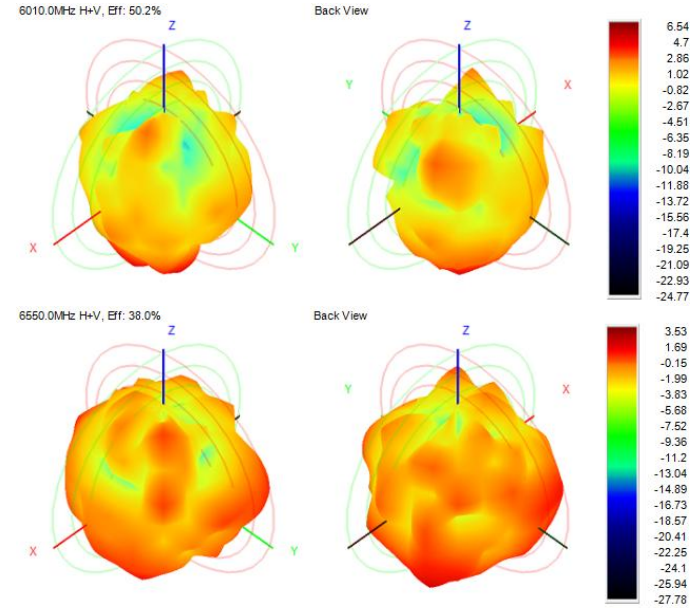 6010.0MHz H+V, Eff: 50.2%
Back View
Z
Z
Y
X
X
Y
6.54
4.7
2.86
1.02
-0.82
-2.67
-4.51
-6.35
-8.19
-10.04
-11.88
-13.72
-15.56
-17.4
-19.25
-21.09
-22.93
-24.77
6550.0MHz H+V, Eff: 38.0%
Back View
Z
Z
Y
X
X
Y
3.53
1.69
-0.15
-1.99
-3.83
-5.68
-7.52
-9.36
-11.2
-13.04
-14.89
-16.73
-18.57
-20.41
-22.25
-24.1
-25.94
-27.78